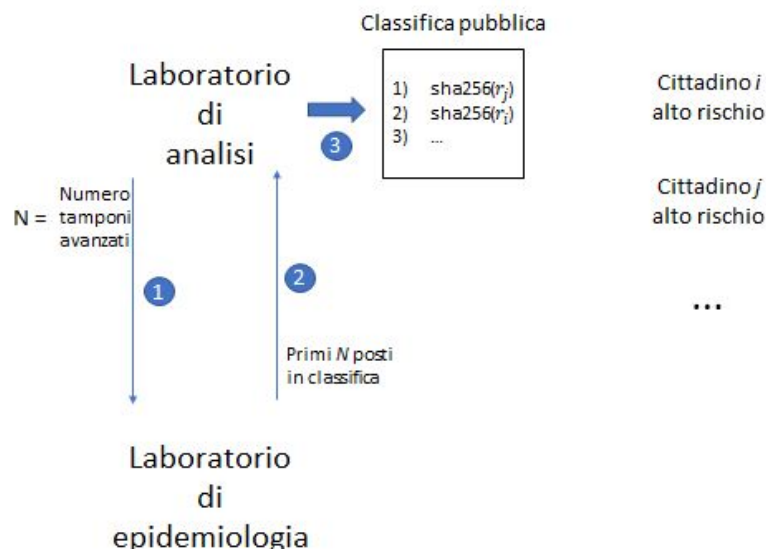 Classifica pubblica
Laboratorio
di
analisi
3
1) sha256(rj)
2) sha256(ri)
3) ...
Cittadino i
alto rischio
Cittadino j
alto rischio
...
Numero
N = tamponi
avanzati
1
2
Primi N posti
in classifica
Laboratorio
di
epidemiologia